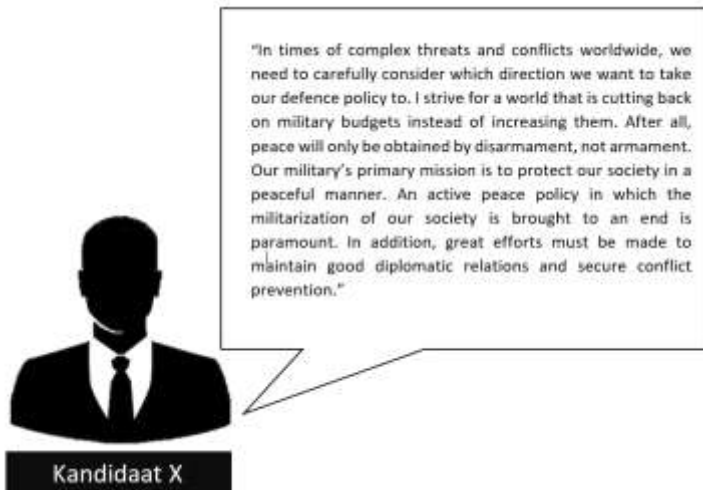 "In times of complex threats and conflicts worldwide, we
need to carefully consider which direction we want to take
our defence policy to. I strive for a world that is cutting back
on military budgets instead of increasing them. After all,
peace will only be obtained by disarmament, not armament.
Our military's primary mission is to protect our society in a
peaceful manner. An active peace policy in which the
militarization of our society is brought to an end is
paramount. In addition, great efforts must be made to
maintain good diplomatic relations and secure conflict
prevention."
Kandidaat X